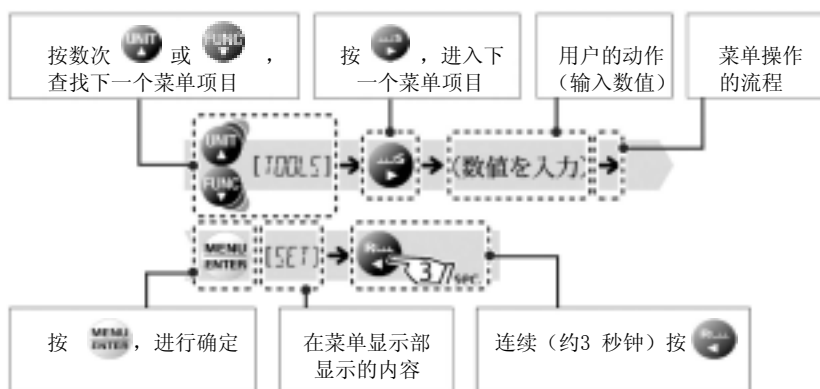 按数次 UNIT 或 FUNC ，
查找下一个菜单项目
按 ，进入下
一个菜单项目
用户的动作
（输入数值）
菜单操作
的流程
UNIT
FUNC
[TOOLS]
(数値を入力)
MENU
ENTER
[SET]
3 sec.
按 MENU
ENTER ，进行确定
在菜单显示部
显示的内容
连续（约3 秒钟）按